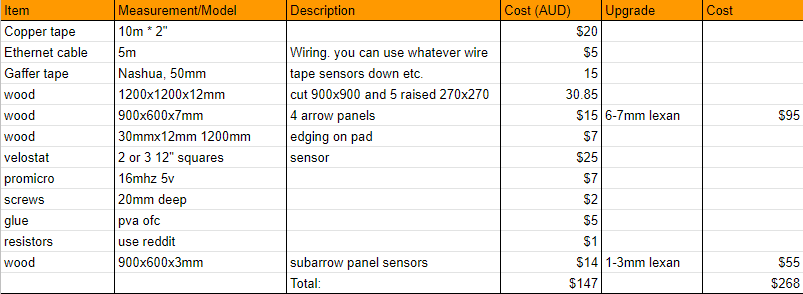 Item Measurement/Model Description Cost (AUD) Upgrade Cost
Copper tape 10m * 2" $20
Ethernet cable 5m Wiring. you can use whatever wire $5
Gaffer tape Nashua, 50mm tape sensors down etc. 15
wood 1200x1200x12mm cut 900x900 and 5 raised 270x270 30.85
wood 900x600x7mm 4 arrow panels $15 6-7mm lexan $95
wood 30mmx12mm 1200mm edging on pad $7
velostat 2 or 3 12" squares sensor $25
promicro 16mhz 5v $7
screws 20mm deep $2
glue pva ofc $5
resistors use reddit $1
wood 900x600x3mm subarrow panel sensors $14 1-3mm lexan $55
Total: $147 $268